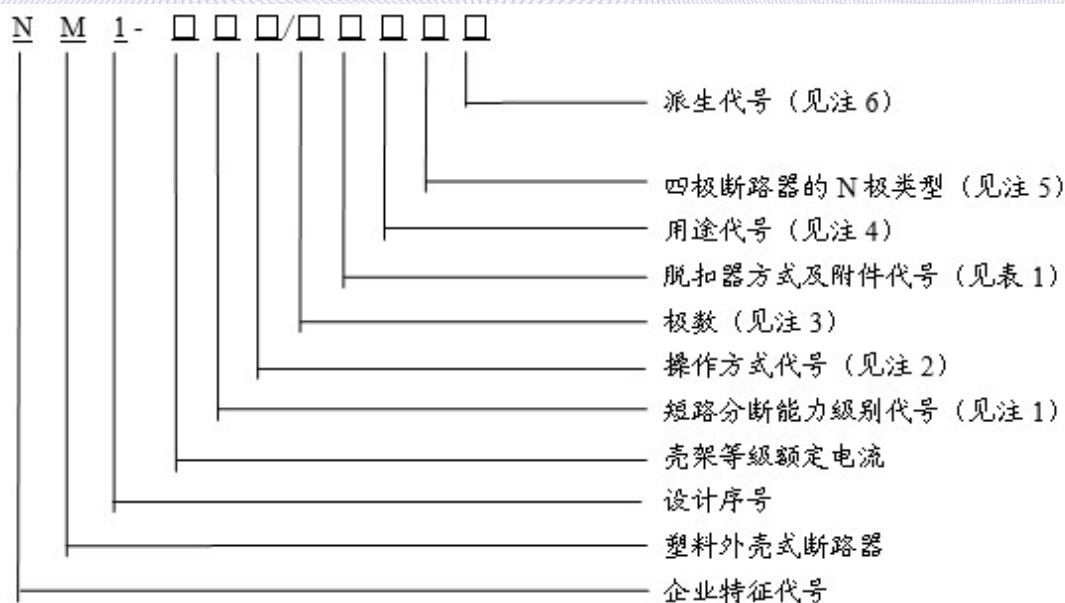 N M 1 - □ □ □/□ □ □ □ □
派生代号（见注 6）
四极断路器的 N 极类型（见注 5）
用途代号（见注 4）
脱扣器方式及附件代号（见表 1）
极数（见注 3）
操作方式代号（见注 2）
短路分断能力级别代号（见注 1）
壳架等级额定电流
设计序号
塑料外壳式断路器
企业特征代号